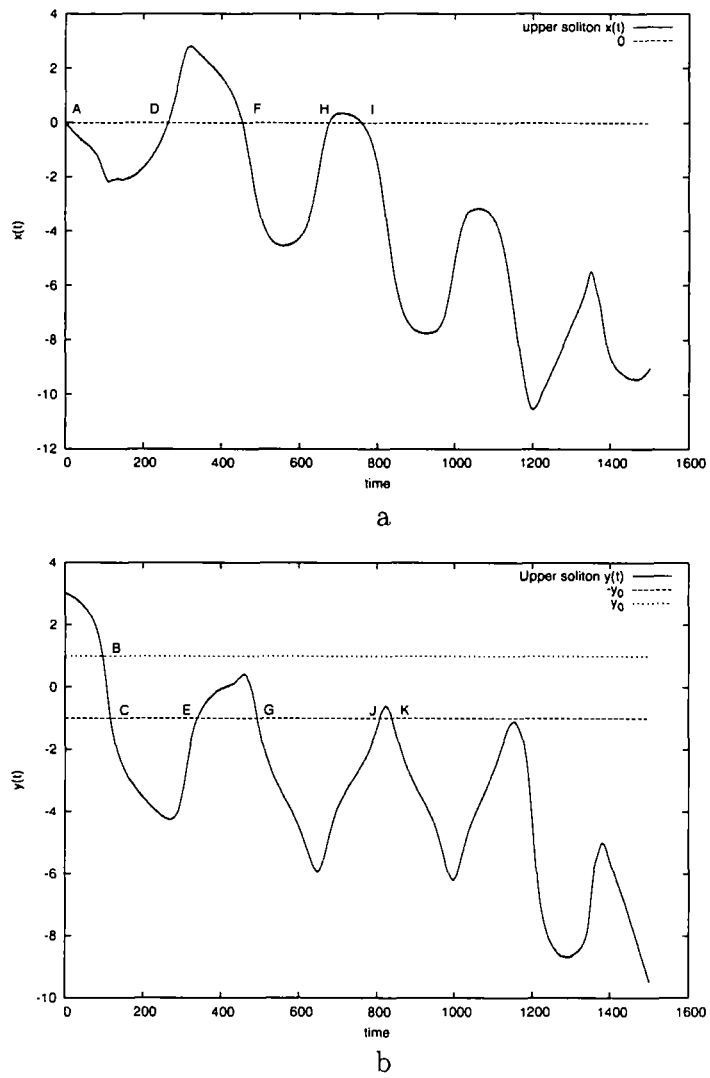 4
2
0
-2
-4
-6
-8
-10
-12
x(t)
upper soliton x(t)
0
A D F H I
0 200 400 600 800 1000 1200 1400 1600
time
a
4
2
0
-2
-4
-6
-8
-10
y(t)
Upper soliton y(t)
-y₀
y₀
B
C E G J K
0 200 400 600 800 1000 1200 1400 1600
time
b